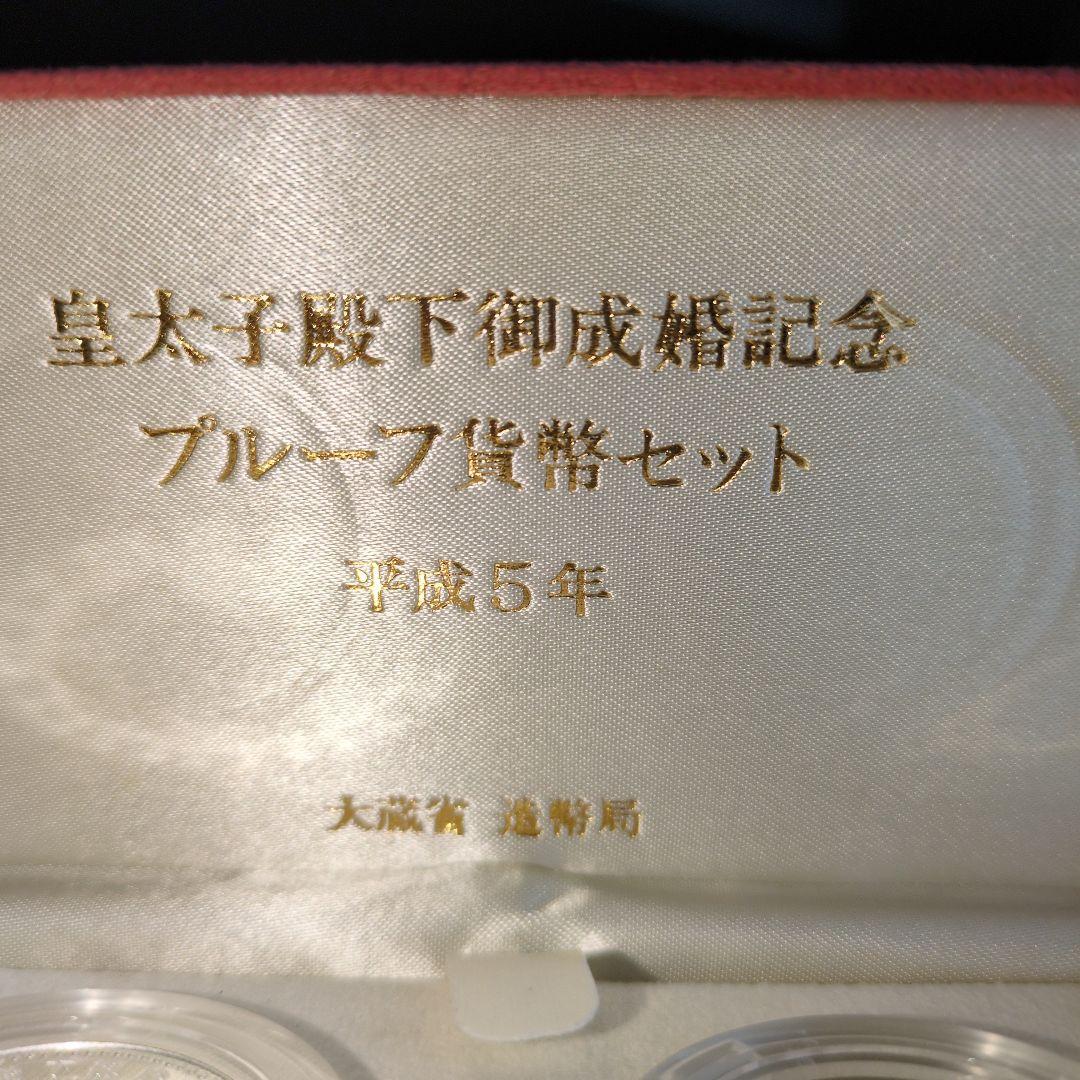 皇太子殿下御成婚記念
プルーフ貨幣セット
平成5年
大蔵省 造幣局